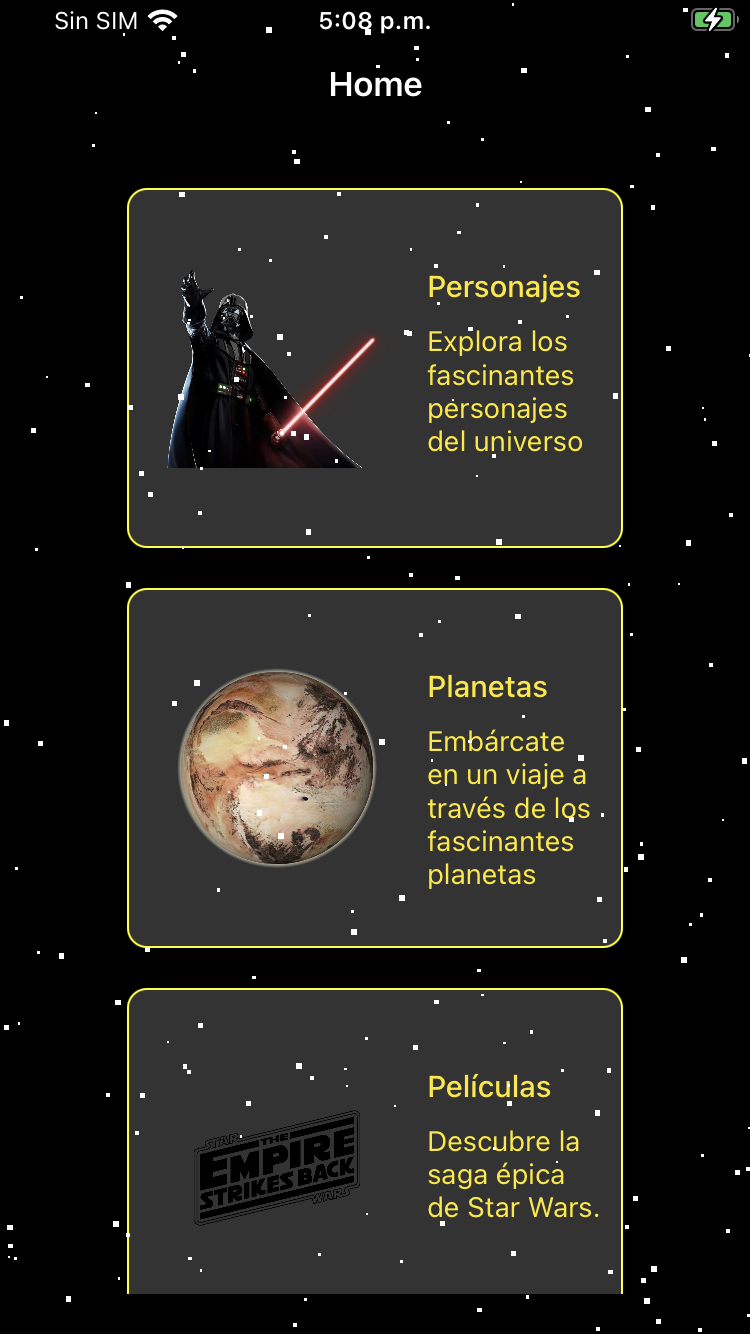 Sin SIM 5:08 p.m.
Home
Personajes
Explora los
fascinantes
personajes
del universo
Planetas
Embárcate
en un viaje a
través de los
fascinantes
planetas
Películas
Descubre la
saga épica
de Star Wars.
STAR
THE
EMPIRE
STRIKES BACK
WARS